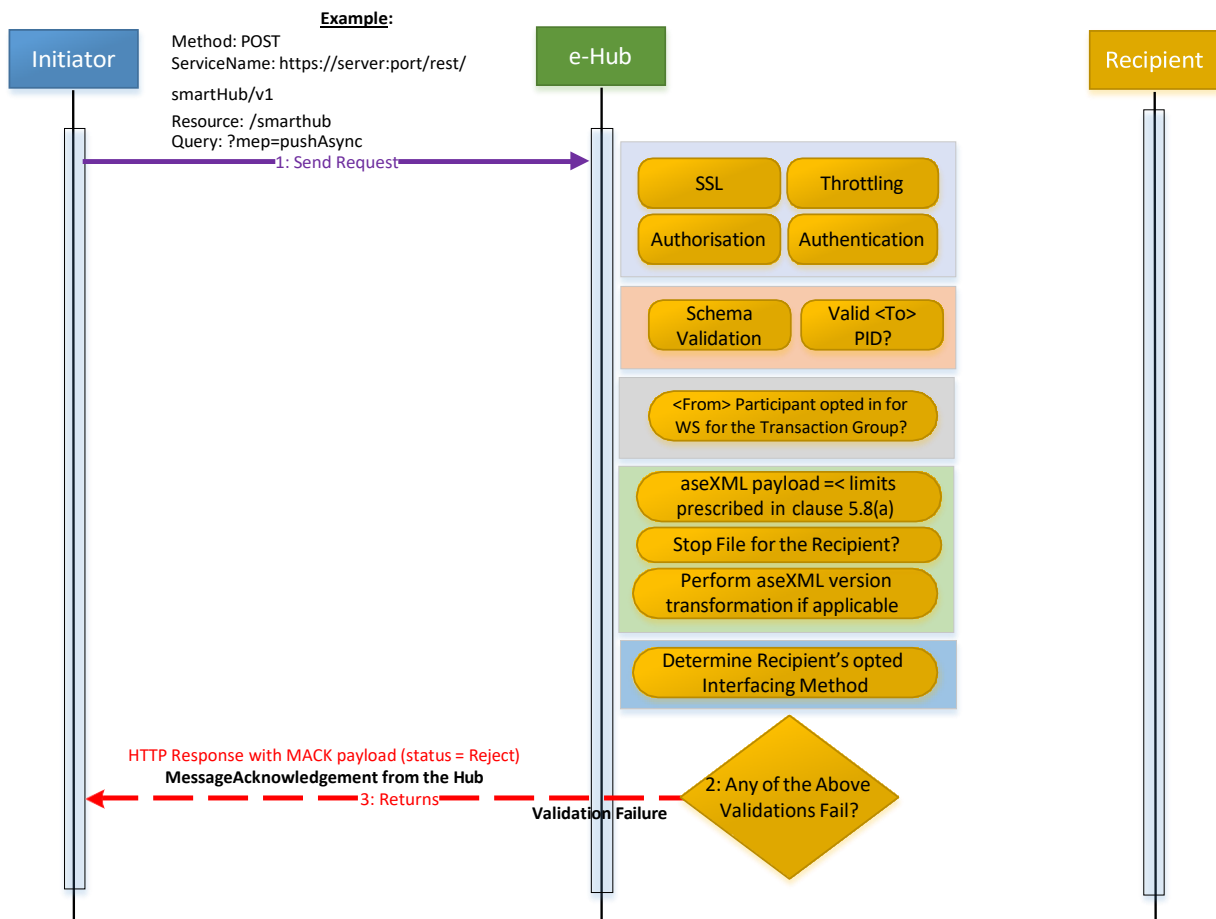 Example:
Initiator
Method: POST
ServiceName: https://server:port/rest/
smartHub/v1
Resource: /smarthub
Query: ?mep=pushAsync
e-Hub
Recipient
1: Send Request
SSL
Throttling
Authorisation
Authentication
Schema
Validation
Valid <To>
PID?
<From> Participant opted in for
WS for the Transaction Group?
aseXML payload =< limits
prescribed in clause 5.8(a)
Stop File for the Recipient?
Perform aseXML version
transformation if applicable
Determine Recipient’s opted
Interfacing Method
HTTP Response with MACK payload (status = Reject)
MessageAcknowledgement from the Hub
3: Returns
Validation Failure
2: Any of the Above
Validations Fail?